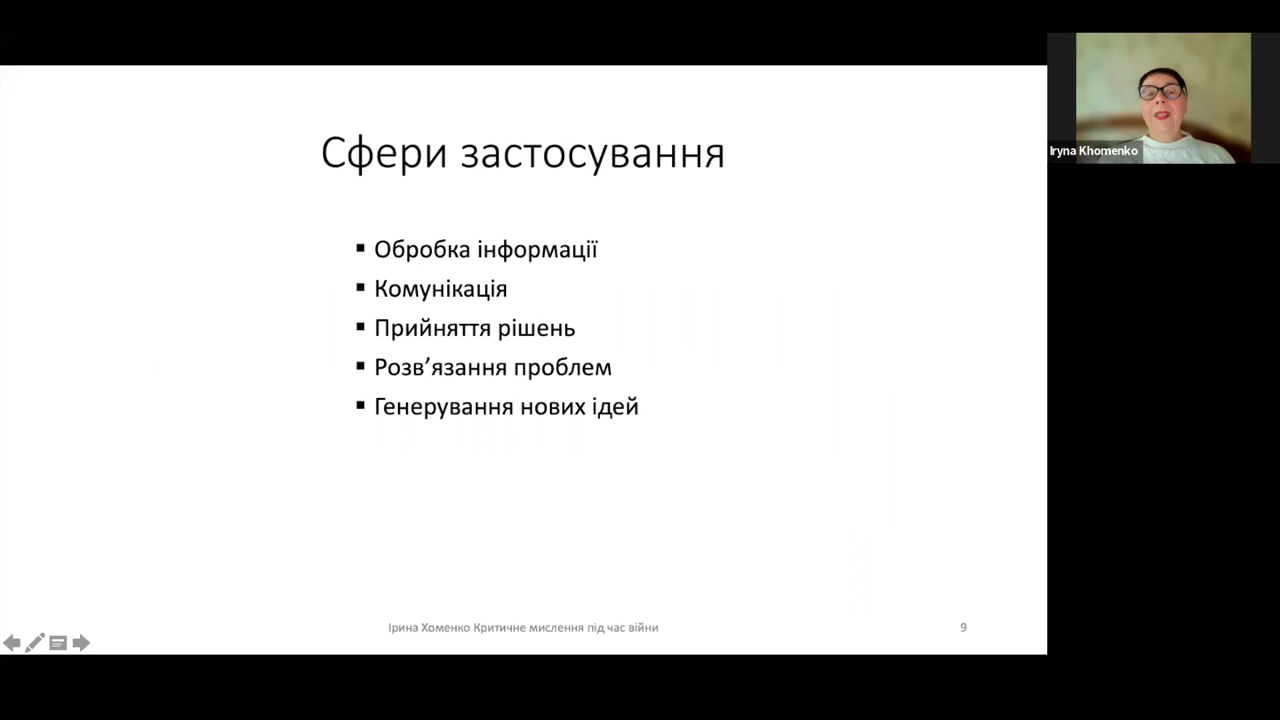 Сфери застосування
Обробка інформації
Комунікація
Прийняття рішень
Розв’язання проблем
Генерування нових ідей
Ірина Хоменко Критичне мислення під час війни
9
Iryna Khomenko